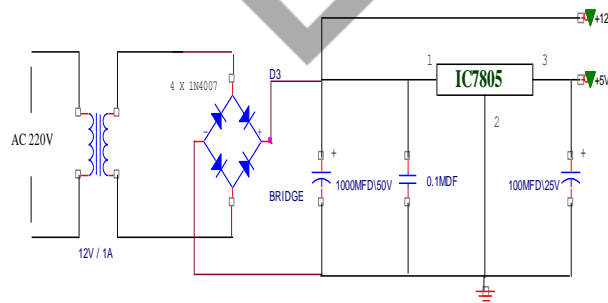 +12
1
3
D3
IC7805
4 X 1N4007
+5V
AC 220V
2
-
+
+
+
BRIDGE
1000MFD\50V
0.1MDF
100MFD\25V
12V / 1A